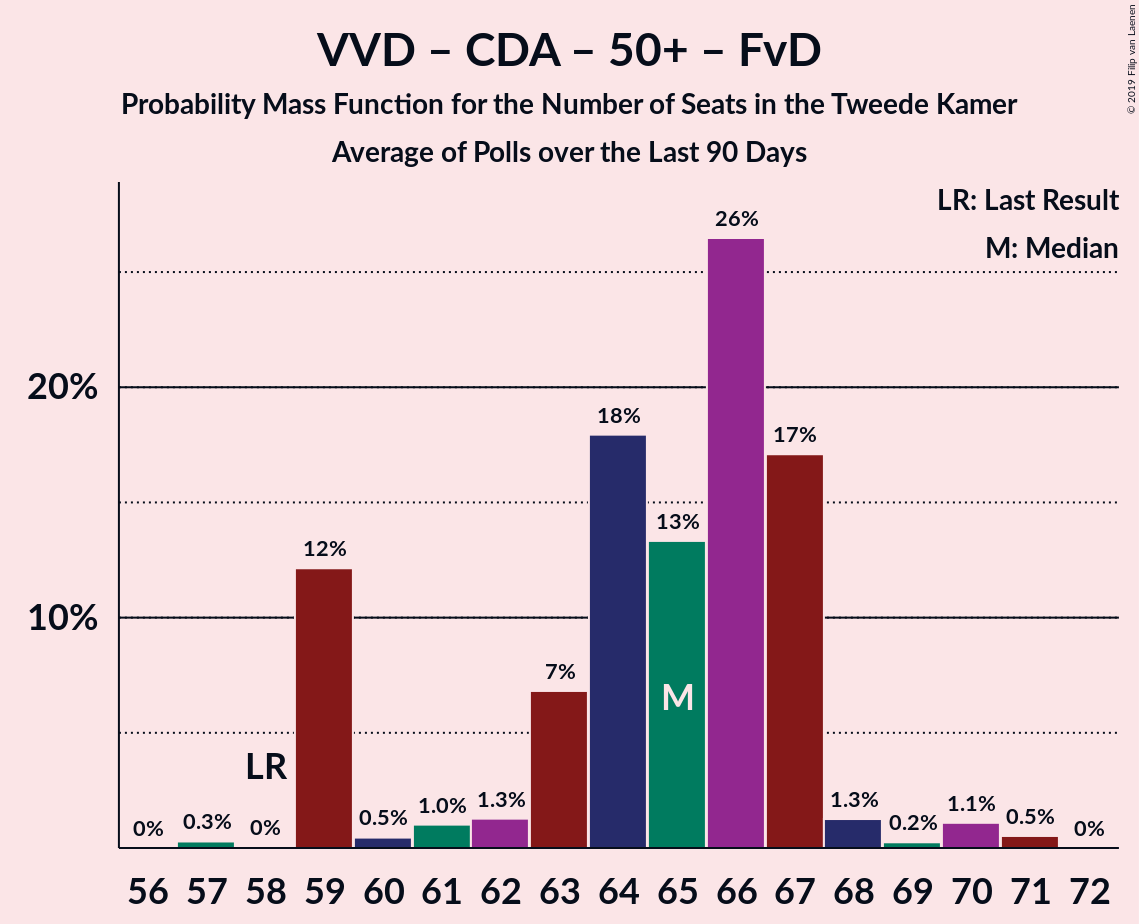 VVD – CDA – 50+ – FvD
Probability Mass Function for the Number of Seats in the Tweede Kamer
Average of Polls over the Last 90 Days
© 2019 Filip van Laenen
LR: Last Result
M: Median
20%
10%
0%
0.3%
0%
12%
0.5%
1.0%
1.3%
7%
18%
13%
26%
17%
1.3%
0.2%
1.1%
0.5%
0%
LR
M
56 57 58 59 60 61 62 63 64 65 66 67 68 69 70 71 72